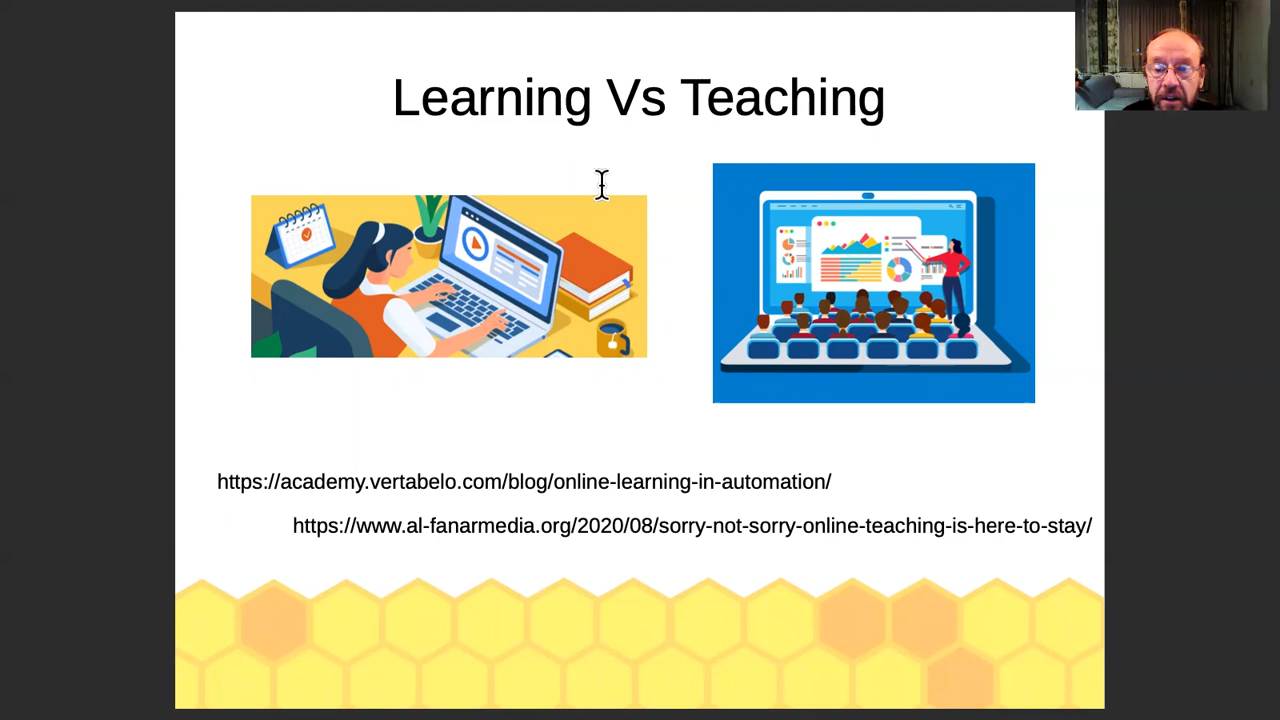 Learning Vs Teaching
https://academy.vertabelo.com/blog/online-learning-in-automation/
https://www.al-fanarmedia.org/2020/08/sorry-not-sorry-online-teaching-is-here-to-stay/